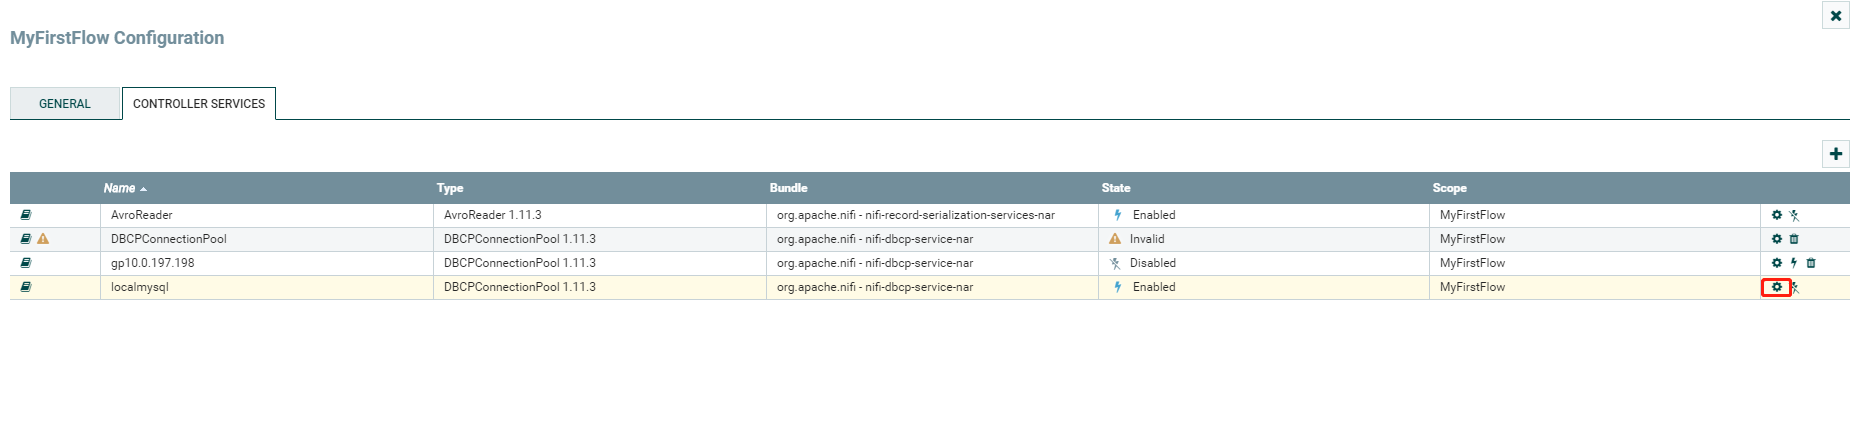 MyFirstFlow Configuration
GENERAL CONTROLLER SERVICES
Name Type Bundle State Scope
AvroReader AvroReader 1.11.3 org.apache.nifi - nifi-record-serialization-services-nar Enabled MyFirstFlow
DBCPConnectionPool DBCPConnectionPool 1.11.3 org.apache.nifi - nifi-dbcp-service-nar Invalid MyFirstFlow
gp10.0.197.198 DBCPConnectionPool 1.11.3 org.apache.nifi - nifi-dbcp-service-nar Disabled MyFirstFlow
localmysql DBCPConnectionPool 1.11.3 org.apache.nifi - nifi-dbcp-service-nar Enabled MyFirstFlow